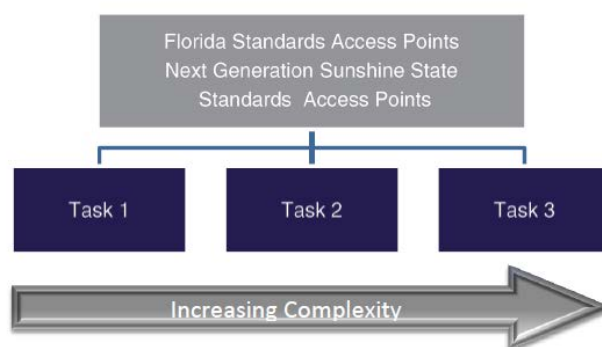 Florida Standards Access Points
Next Generation Sunshine State
Standards Access Points
Task 1
Task 2
Task 3
Increasing Complexity